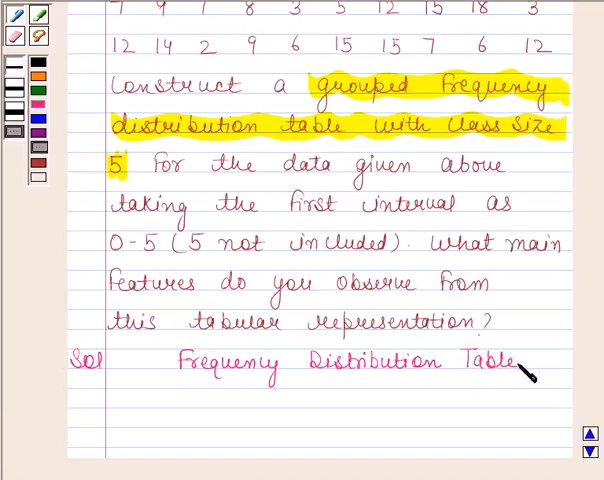 7 9 7 8 3 5 12 15 18 3
12 14 2 9 6 15 15 7 6 12
Construct a grouped frequency
distribution table with class size
5 for the data given above
taking the first interval as
0-5 (5 not included). What main
features do you observe from
this tabular representation?
Sol Frequency Distribution Table